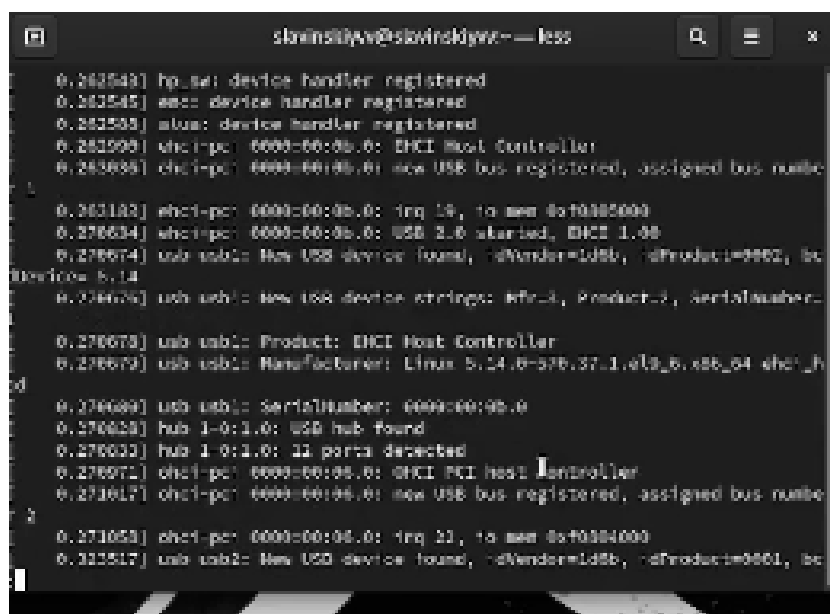 — less
[ 0.262543] hp_sw: device handler registered
[ 0.262545] emc: device handler registered
[ 0.262588] alua: device handler registered
[ ehci-pci 0000:00:0b.0: EHCI Host Controller
[ ehci-pci 0000:00:0b.0: new USB bus registered, assigned bus numbe
r 1
[ 0.263182] ehci-pci 0000:00:0b.0: irq 19, io mem 0xf0805000
[ 0.270634] ehci-pci 0000:00:0b.0: USB 2.0 started, EHCI 1.00
[ 0.270674] usb usb1: New USB device found, idVendor=1d6b, idProduct=0002, bc
dDevice= 5.14
[ 0.270676] usb usb1: New USB device strings: Mfr=3, Product=2, SerialNumber=
[ 0.270678] usb usb1: Product: EHCI Host Controller
[ 0.270679] usb usb1: Manufacturer: Linux 5.14.0-570.37.1.el9_6.x86_64 ehci_h
cd
[ 0.270680] usb usb1: SerialNumber: 0000:00:0b.0
[ 0.270828] hub 1-0:1.0: USB hub found
[ 0.270833] hub 1-0:1.0: 12 ports detected
[ 0.270971] ohci-pci 0000:00:06.0: OHCI PCI host controller
[ 0.271017] ohci-pci 0000:00:06.0: new USB bus registered, assigned bus numbe
r 2
[ 0.271058] ohci-pci 0000:00:06.0: irq 22, io mem 0xf0804000
[ 0.323517] usb usb2: New USB device found, idVendor=1d6b, idProduct=0001, bc
: